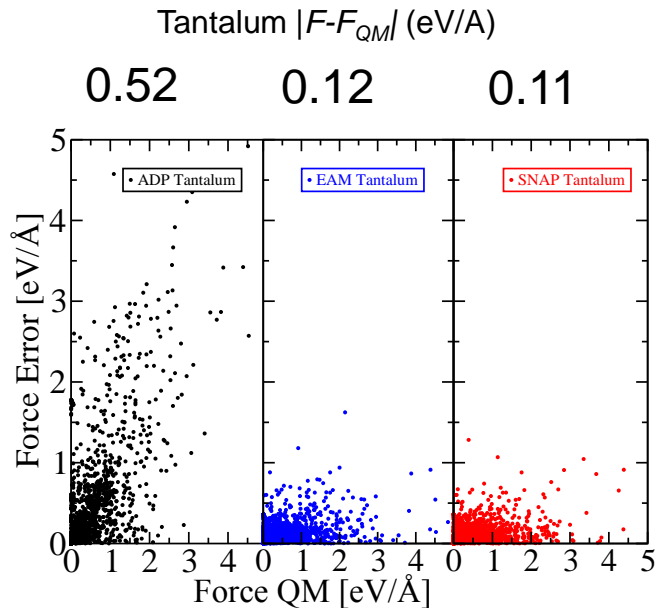 Tantalum |F-F_QM| (eV/A)
0.52 0.12 0.11
5
4
3
2
1
0
Force Error [eV/Å]
ADP Tantalum
EAM Tantalum
SNAP Tantalum
0 1 2 3 4 0 1 2 3 4 0 1 2 3 4 5
Force QM [eV/Å]